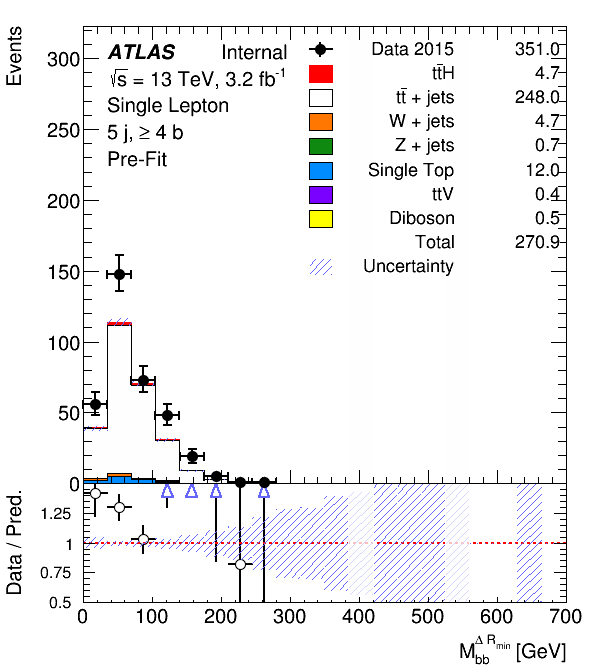 Events
ATLAS Internal
√s = 13 TeV, 3.2 fb⁻¹
Single Lepton
5 j, ≥ 4 b
Pre-Fit
Data 2015 351.0
tt̄H 4.7
tt̄ + jets 248.0
W + jets 4.7
Z + jets 0.7
Single Top 12.0
ttV 0.4
Diboson 0.5
Total 270.9
Uncertainty
300
250
200
150
100
50
0
Data / Pred.
1.25
1
0.75
0.5
0 100 200 300 400 500 600 700
M_bb^ΔR_min [GeV]